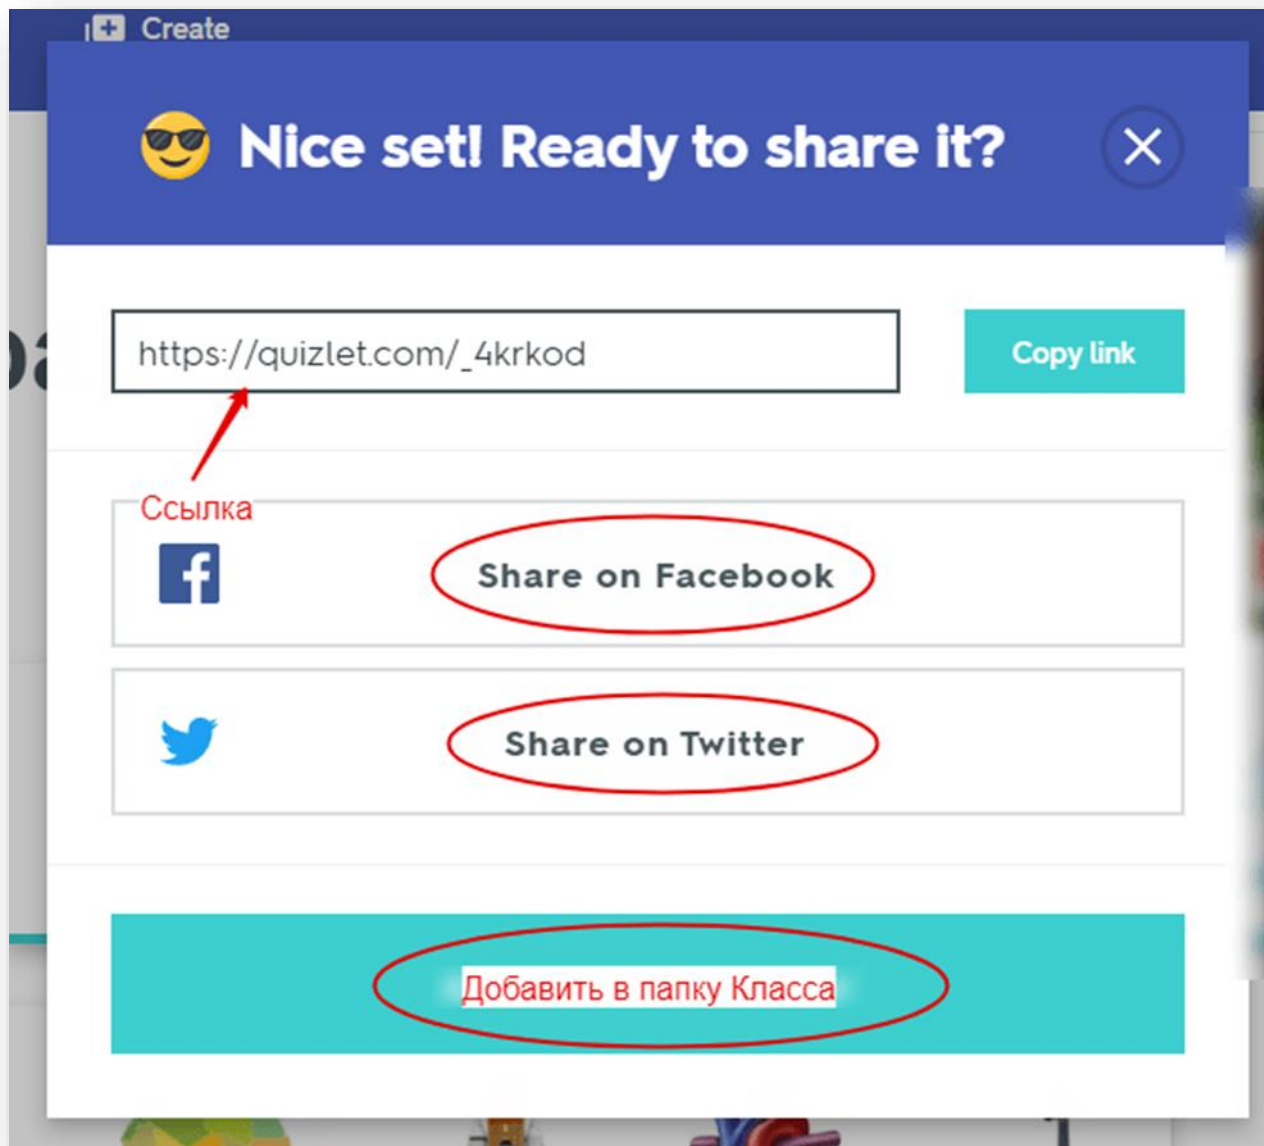 Create
Nice set! Ready to share it?
https://quizlet.com/_4krkod
Copy link
Ссылка
Share on Facebook
Share on Twitter
Добавить в папку Класса